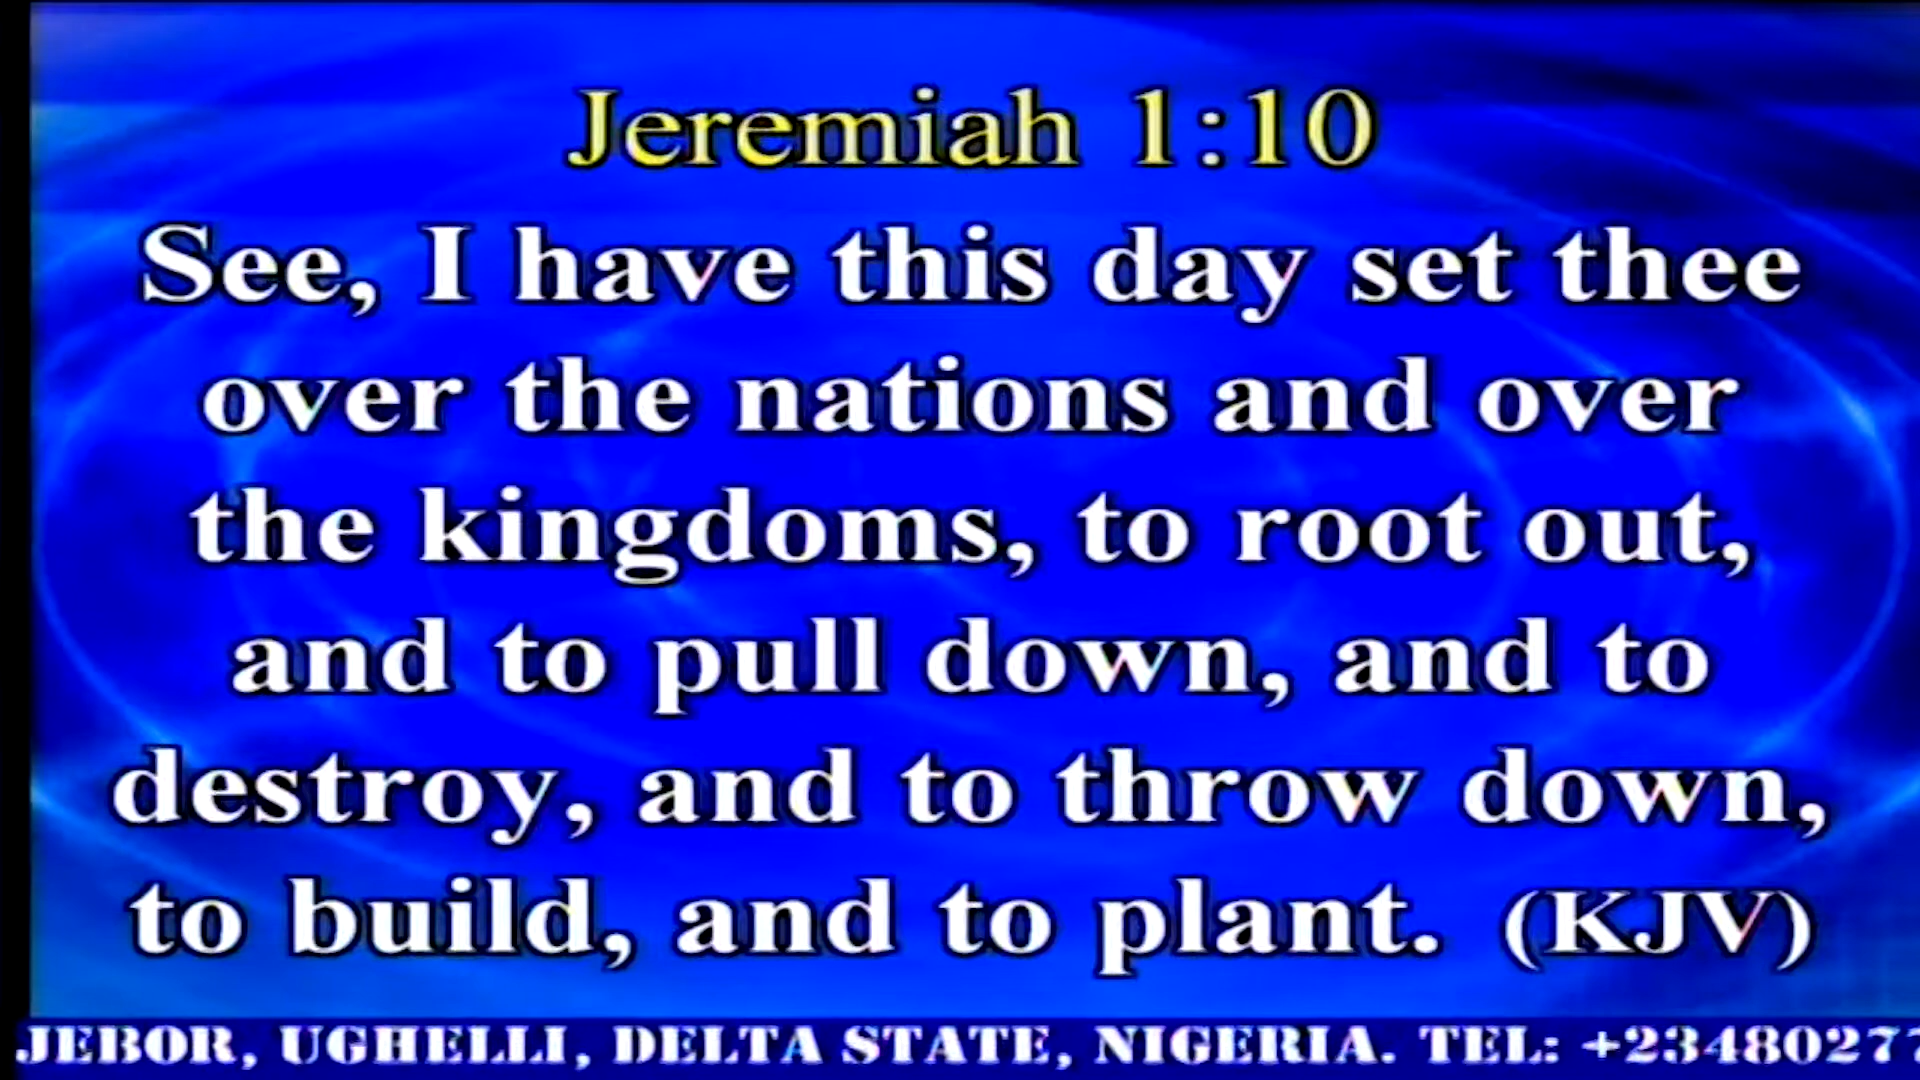 Jeremiah 1:10
See, I have this day set thee
over the nations and over
the kingdoms, to root out,
and to pull down, and to
destroy, and to throw down,
to build, and to plant. (KJV)
JEBOR, UGHELLI, DELTA STATE, NIGERIA. TEL: +23480277